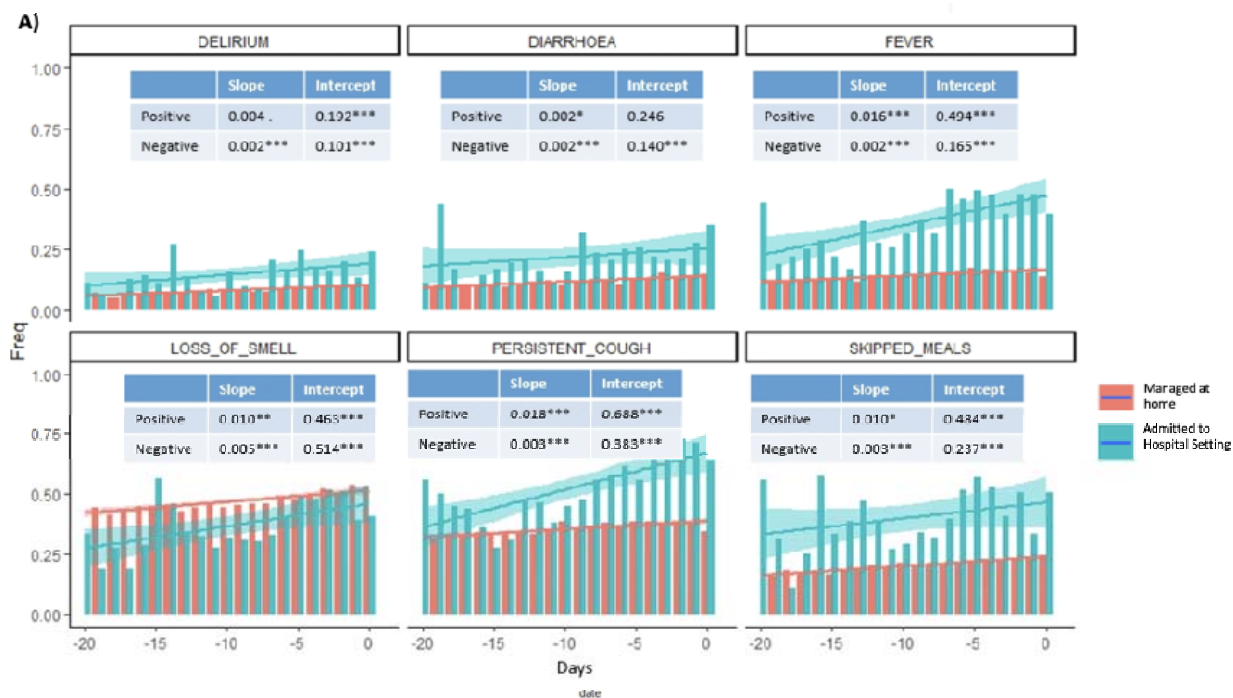 A)
DELIRIUM DIARRHOEA FEVER
Slope Intercept Slope Intercept Slope Intercept
Positive 0.004 . 0.192*** Positive 0.002* 0.246 Positive 0.016*** 0.494***
Negative 0.002*** 0.101*** Negative 0.002*** 0.140*** Negative 0.002*** 0.165***
1.00
0.75
0.50
0.25
0.00
Freq
LOSS_OF_SMELL PERSISTENT_COUGH SKIPPED_MEALS
Slope Intercept Slope Intercept Slope Intercept
Positive 0.010** Positive 0.018*** 0.688*** Positive 0.010* 0.484***
Negative 0.005*** 0.514*** Negative 0.003*** 0.383*** Negative 0.003*** 0.237***
1.00
0.75
0.50
0.25
0.00
-20 -15 -10 -5 0 -20 -15 -10 -5 0 -20 -15 -10 -5 0
Days
date
Managed at
home
Admitted to
Hospital Setting